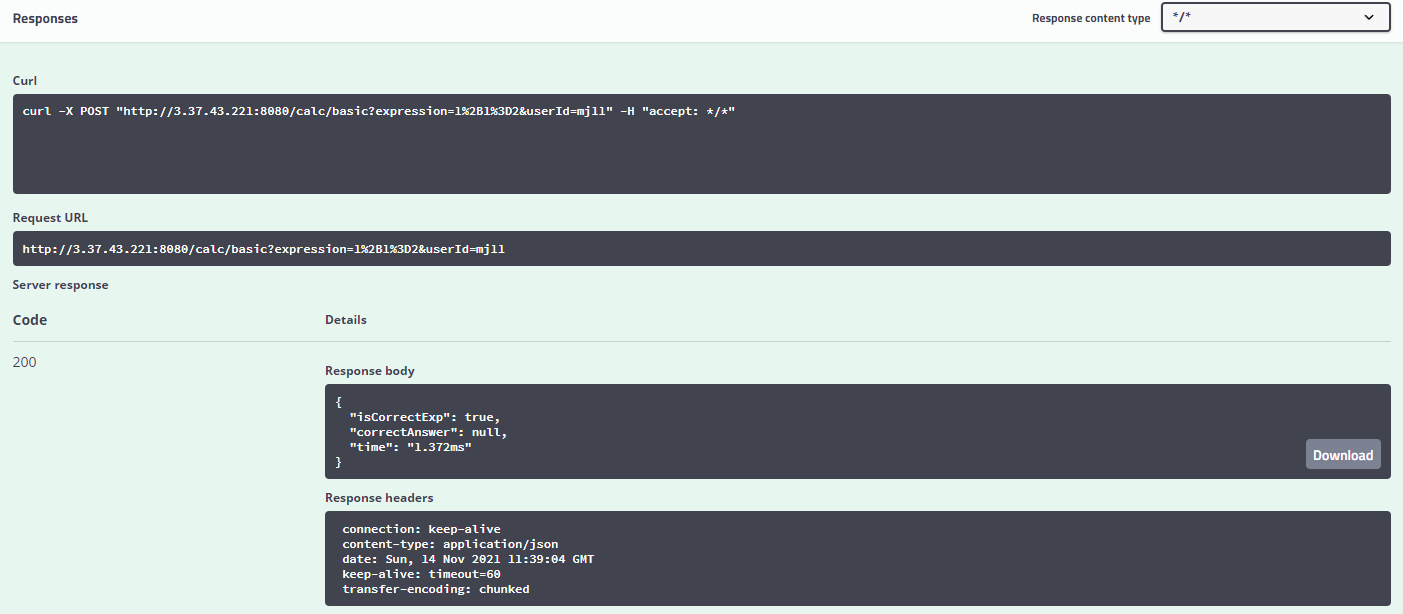 Responses
Response content type */*
Curl
curl -X POST "http://3.37.43.221:8080/calc/basic?expression=1%2B1%3D2&userId=mjll" -H "accept: */*"
Request URL
http://3.37.43.221:8080/calc/basic?expression=1%2B1%3D2&userId=mjll
Server response
Code Details
200
Response body
{
"isCorrectExp": true,
"correctAnswer": null,
"time": "1.372ms"
}
Download
Response headers
connection: keep-alive
content-type: application/json
date: Sun, 14 Nov 2021 11:39:04 GMT
keep-alive: timeout=60
transfer-encoding: chunked